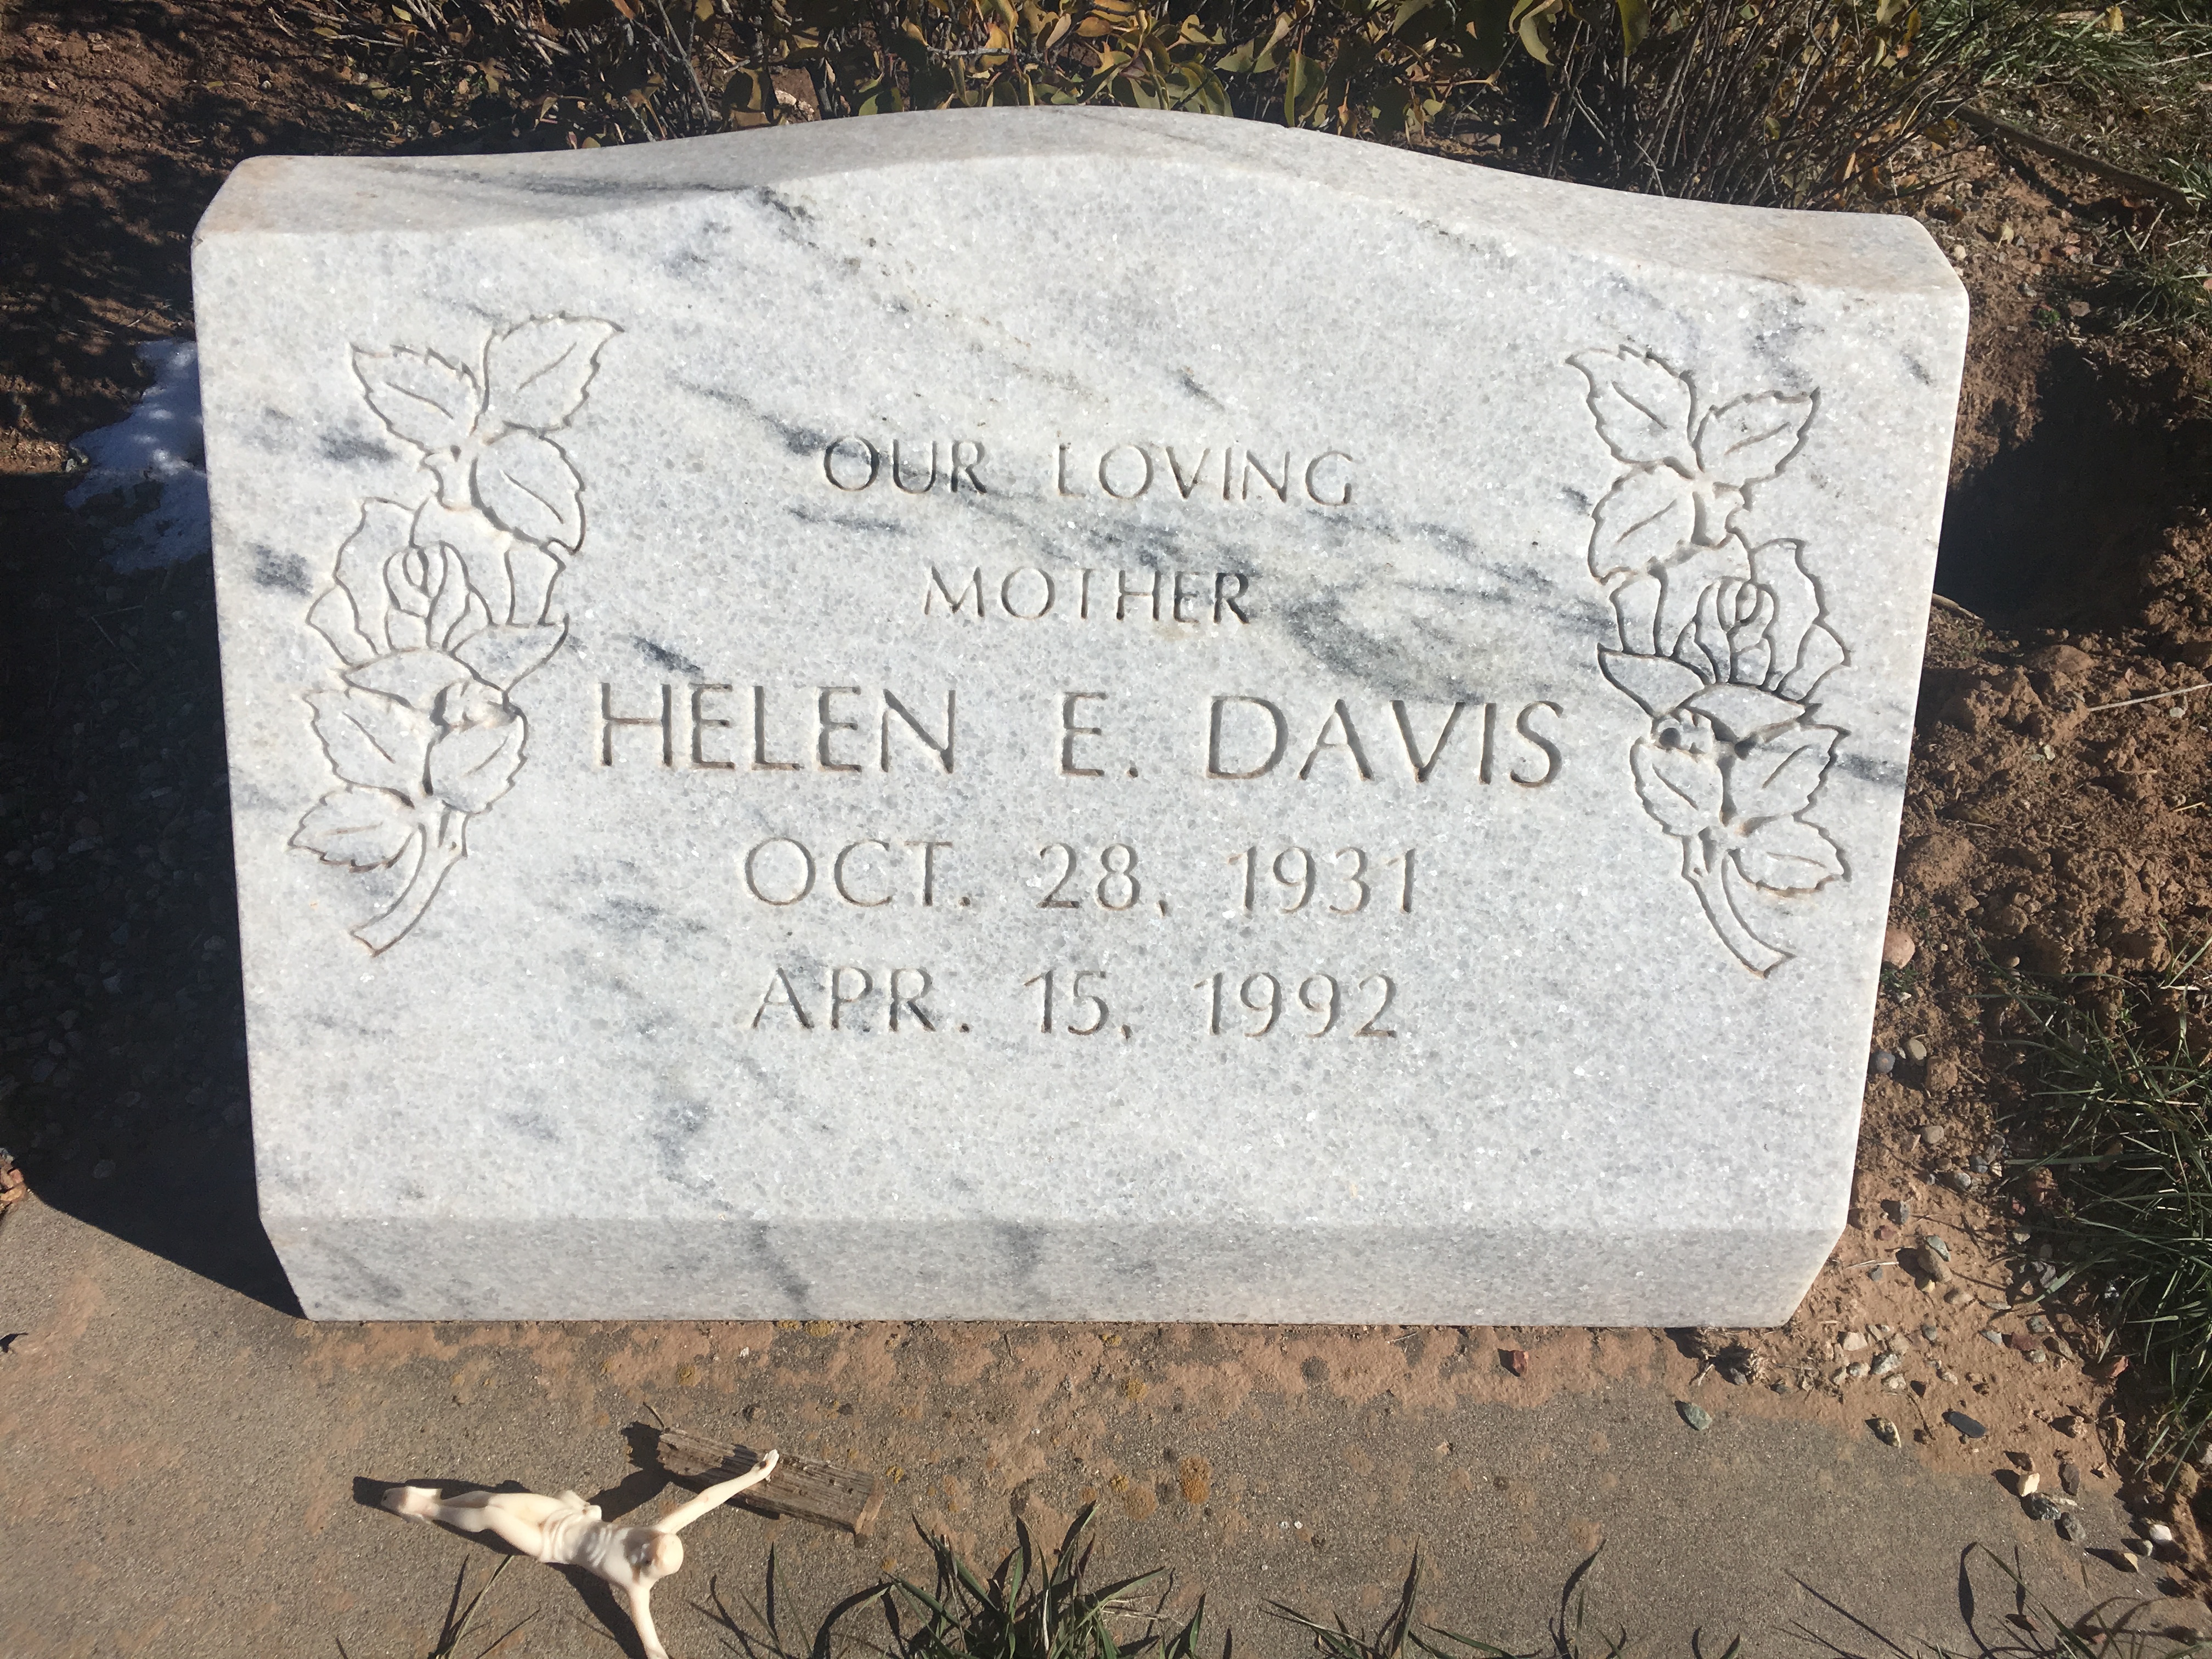 OUR LOVING
MOTHER
HELEN E. DAVIS
OCT. 28, 1931
APR. 15, 1992